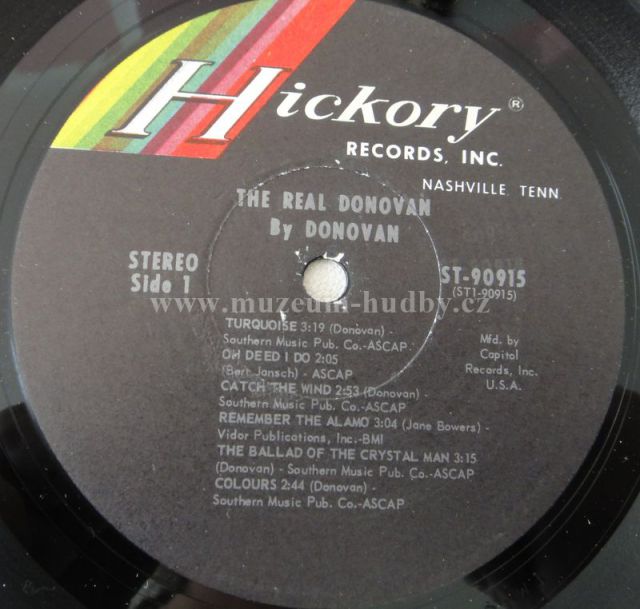 Hickory ®
RECORDS, INC.
NASHVILLE, TENN.
THE REAL DONOVAN
By DONOVAN
STEREO
Side 1
ST-90915
(ST1-90915)
www.muzeum-hudby.cz
TURQUOISE 3:19 (Donovan) -
Southern Music Pub. Co.-ASCAP
OH DEED I DO 2:05
(Bert Jansch) - ASCAP
CATCH THE WIND 2:53 (Donovan) -
Southern Music Pub. Co.-ASCAP
REMEMBER THE ALAMO 3:04 (Jane Bowers) -
Vidor Publications, Inc.-BMI
THE BALLAD OF THE CRYSTAL MAN 3:15
(Donovan) - Southern Music Pub. Co.-ASCAP
COLOURS 2:44 (Donovan) -
Southern Music Pub. Co.-ASCAP
Mfd. by
Capitol
Records, Inc.
U.S.A.